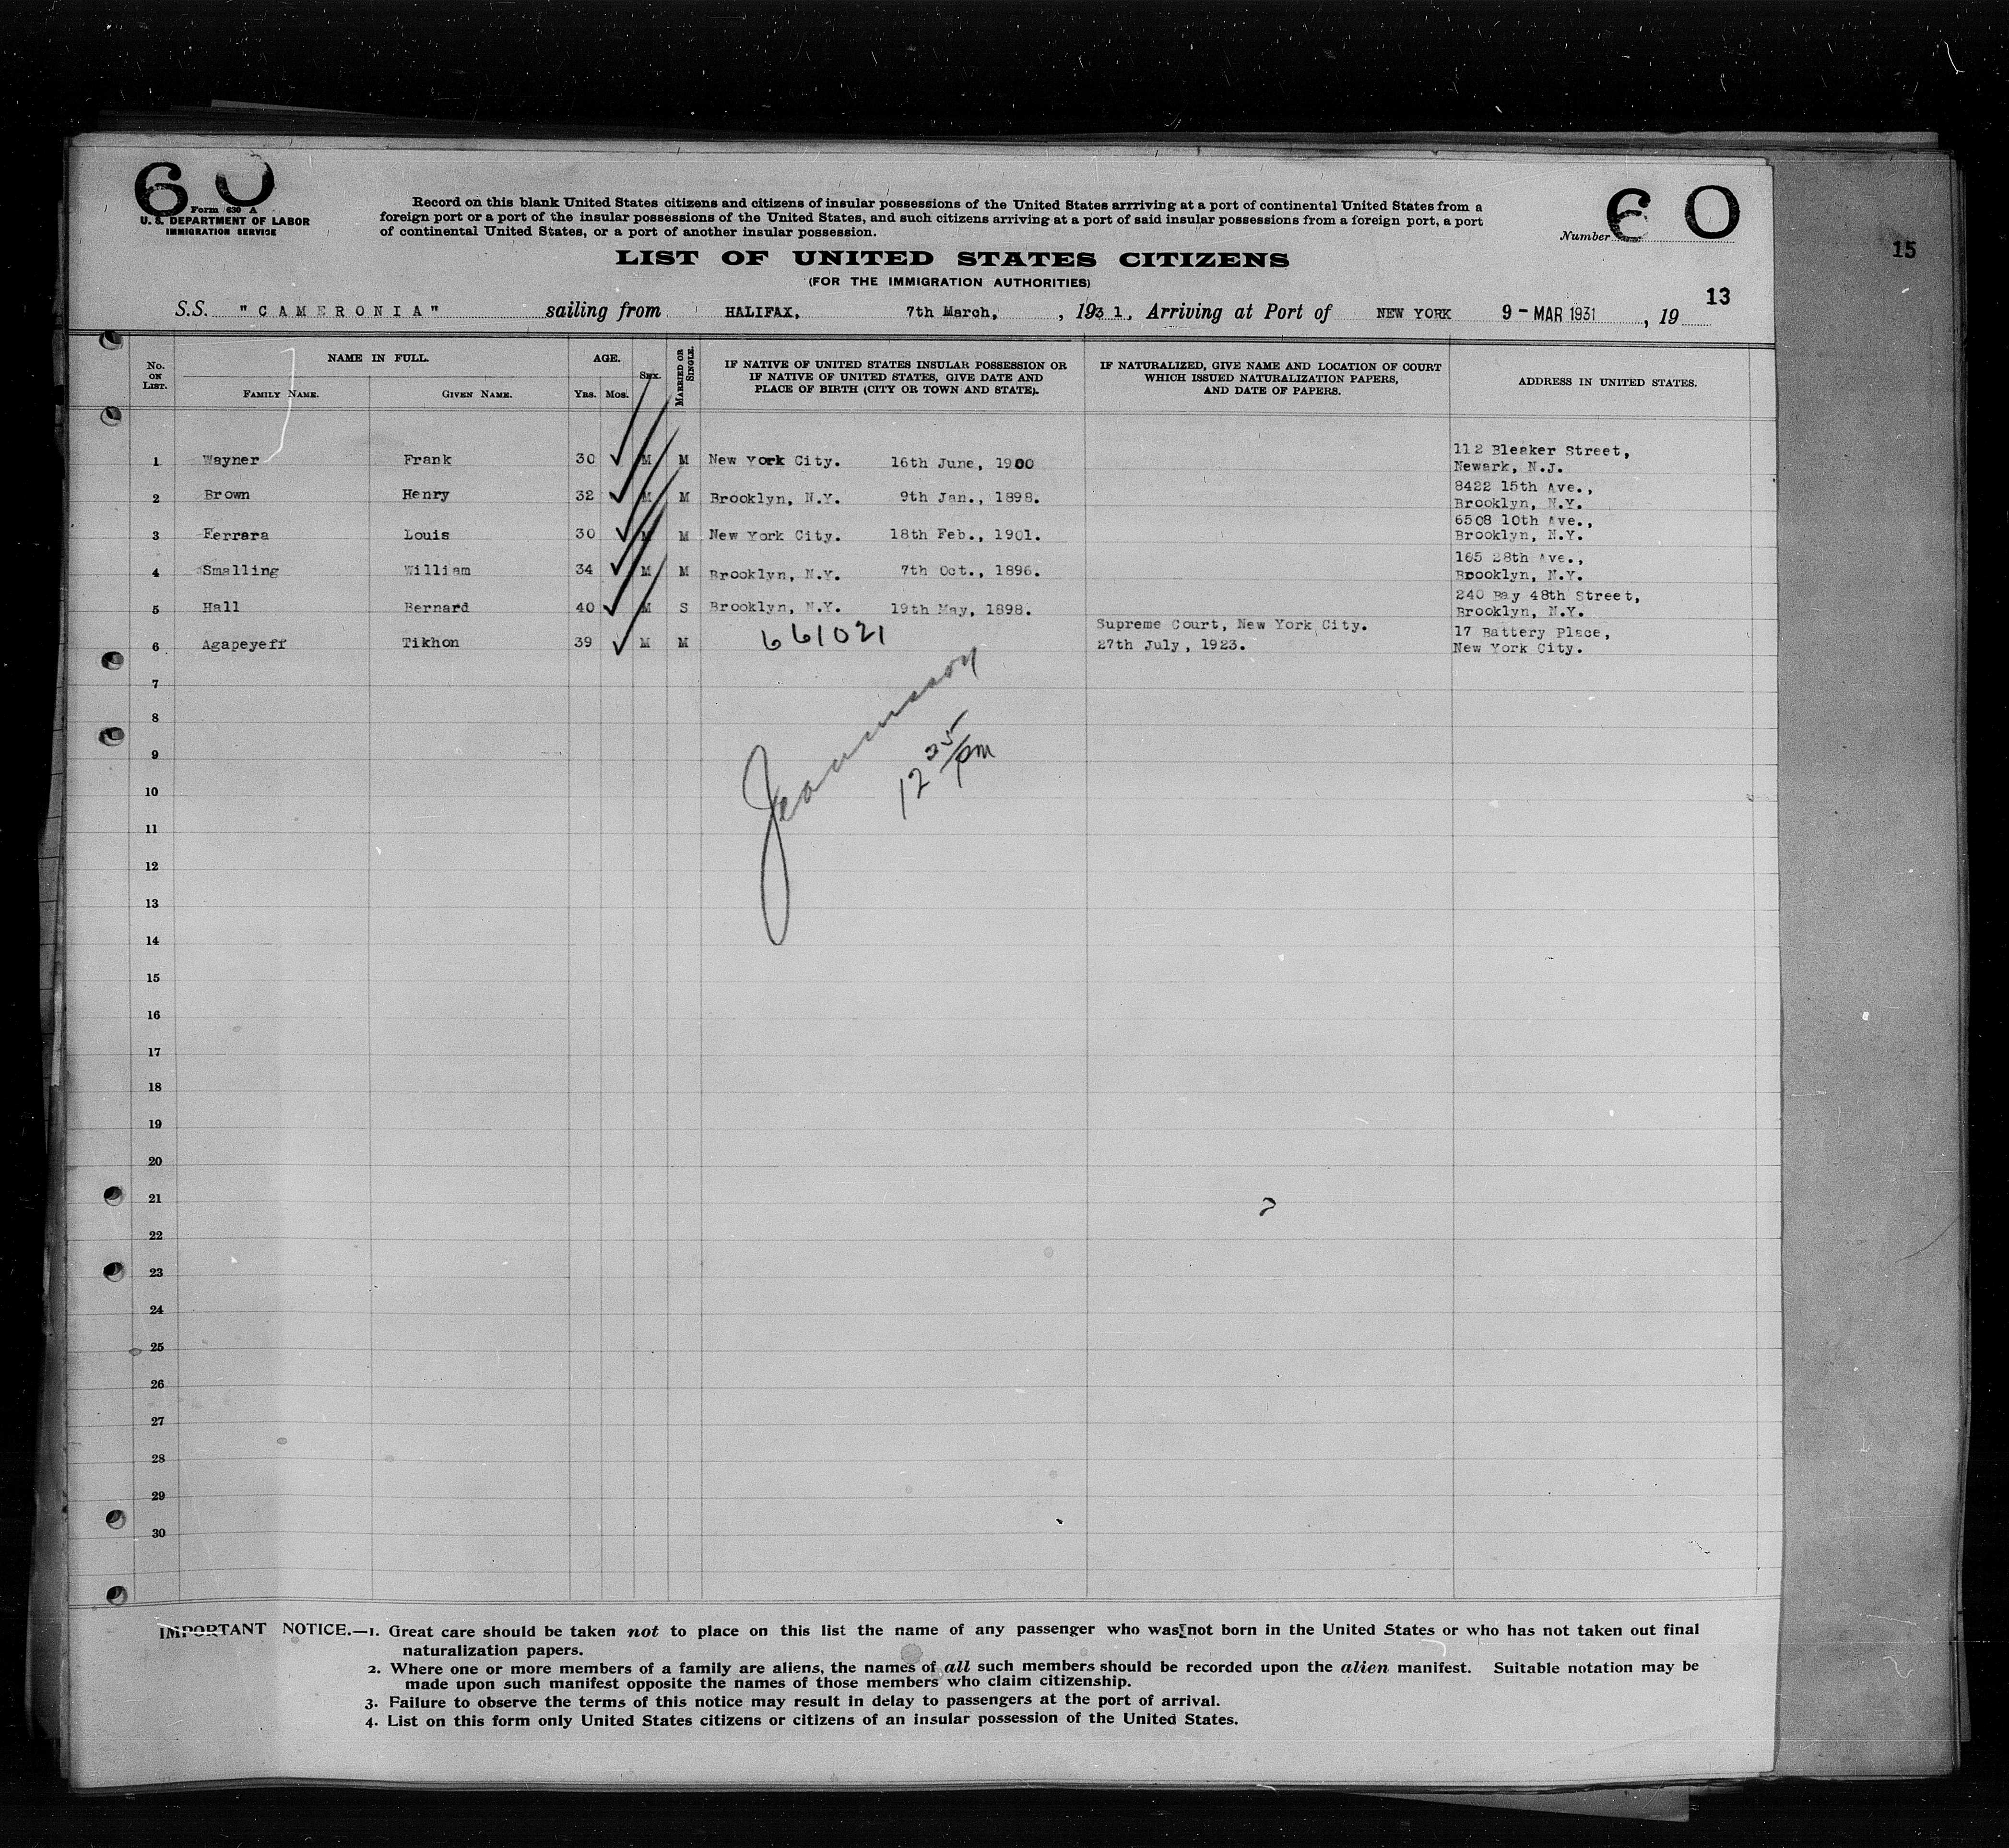 60
Form 630 A
U. S. DEPARTMENT OF LABOR
IMMIGRATION SERVICE
Record on this blank United States citizens and citizens of insular possessions of the United States arrriving at a port of continental United States from a
foreign port or a port of the insular possessions of the United States, and such citizens arriving at a port of said insular possessions from a foreign port, a port
of continental United States, or a port of another insular possession.
Number 60
15
LIST OF UNITED STATES CITIZENS
(FOR THE IMMIGRATION AUTHORITIES)
13
S.S. "CAMERONIA" sailing from HALIFAX, 7th March, , 1931, Arriving at Port of NEW YORK 9 - MAR 1931 , 19
No. ON LIST. NAME IN FULL. AGE. SEX. MARRIED OR SINGLE. IF NATIVE OF UNITED STATES INSULAR POSSESSION OR IF NATIVE OF UNITED STATES, GIVE DATE AND PLACE OF BIRTH (CITY OR TOWN AND STATE). IF NATURALIZED, GIVE NAME AND LOCATION OF COURT WHICH ISSUED NATURALIZATION PAPERS, AND DATE OF PAPERS. ADDRESS IN UNITED STATES.
FAMILY NAME. GIVEN NAME. YRS. MOS.
1 Wayner Frank 30 M M New York City. 16th June, 1900 112 Bleaker Street, Newark, N.J.
2 Brown Henry 32 M M Brooklyn, N.Y. 9th Jan., 1898. 8422 15th Ave., Brooklyn, N.Y.
3 Ferrara Louis 30 M M New York City. 18th Feb., 1901. 6508 10th Ave., Brooklyn, N.Y.
4 Smalling William 34 M M Brooklyn, N.Y. 7th Oct., 1896. 165 28th Ave., Brooklyn, N.Y.
5 Hall Bernard 40 M S Brooklyn, N.Y. 19th May, 1898. 240 Bay 48th Street, Brooklyn, N.Y.
6 Agapeyeff Tikhon 39 M M 661021 Supreme Court, New York City. 27th July, 1923. 17 Battery Place, New York City.
7
8
9
12 35/pm
10
11
12
13
14
15
16
17
18
19
20
21
22
23
24
25
26
27
28
29
30
IMPORTANT NOTICE.—1. Great care should be taken not to place on this list the name of any passenger who was not born in the United States or who has not taken out final
naturalization papers.
2. Where one or more members of a family are aliens, the names of all such members should be recorded upon the alien manifest. Suitable notation may be
made upon such manifest opposite the names of those members who claim citizenship.
3. Failure to observe the terms of this notice may result in delay to passengers at the port of arrival.
4. List on this form only United States citizens or citizens of an insular possession of the United States.